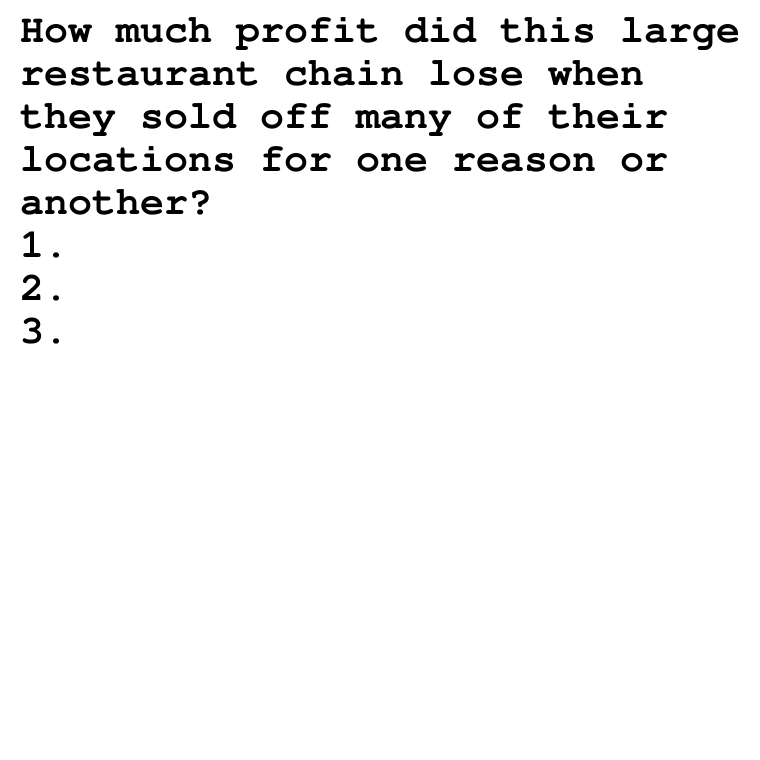 How much profit did this large
restaurant chain lose when
they sold off many of their
locations for one reason or
another?
1.
2.
3.